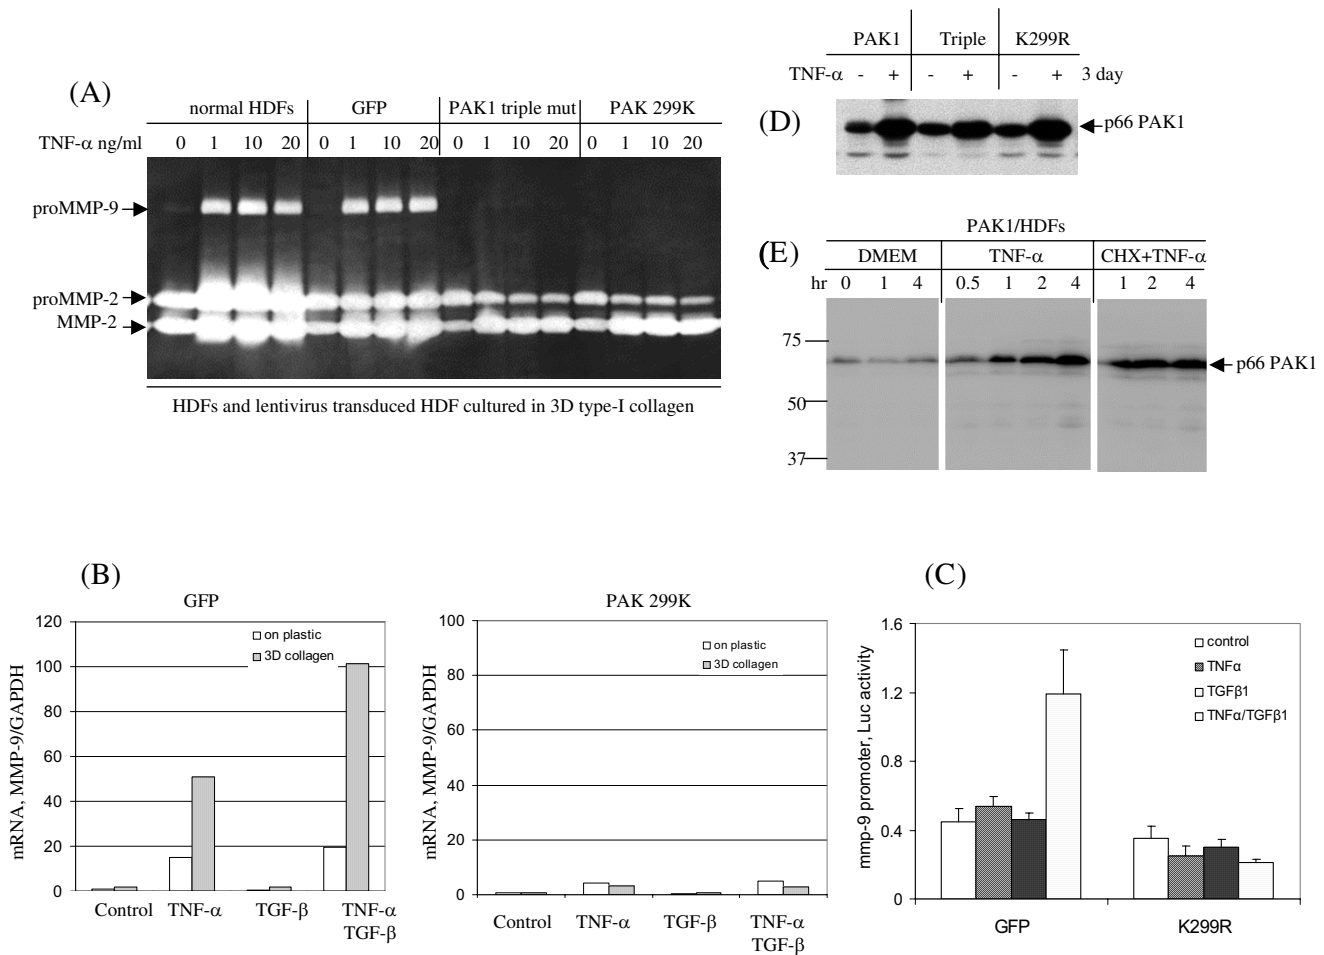 (A)
normal HDFs GFP PAK1 triple mut PAK 299K
TNF-α ng/ml 0 1 10 20 0 1 10 20 0 1 10 20 0 1 10 20
proMMP-9
proMMP-2
MMP-2
HDFs and lentivirus transduced HDF cultured in 3D type-I collagen
PAK1 Triple K299R
TNF-α - + - + - + 3 day
(D)
p66 PAK1
PAK1/HDFs
(E)
DMEM TNF-α CHX+TNF-α
hr 0 1 4 0.5 1 2 4 1 2 4
75
p66 PAK1
50
37
(B)
GFP
120
100
80
60
40
20
0
mRNA, MMP-9/GAPDH
on plastic
3D collagen
Control TNF-α TGF-β TNF-α
TGF-β
PAK 299K
100
80
60
40
20
0
mRNA, MMP-9/GAPDH
on plastic
3D collagen
Control TNF-α TGF-β TNF-α
TGF-β
(C)
1.6
1.2
0.8
0.4
0
mmp-9 promoter, Luc activity
control
TNFα
TGFβ1
TNFα/TGFβ1
GFP K299R